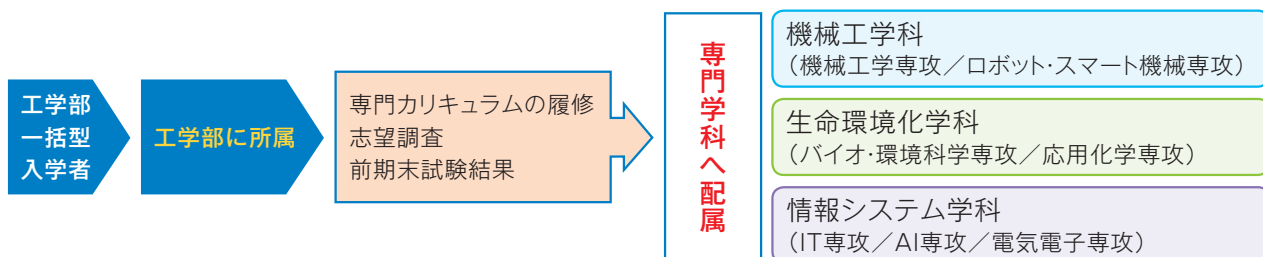 工学部
一括型
入学者
工学部に所属
専門カリキュラムの履修
志望調査
前期末試験結果
専門学科へ配属
機械工学科
（機械工学専攻／ロボット・スマート機械専攻）
生命環境化学科
（バイオ・環境科学専攻／応用化学専攻）
情報システム学科
（IT専攻／AI専攻／電気電子専攻）